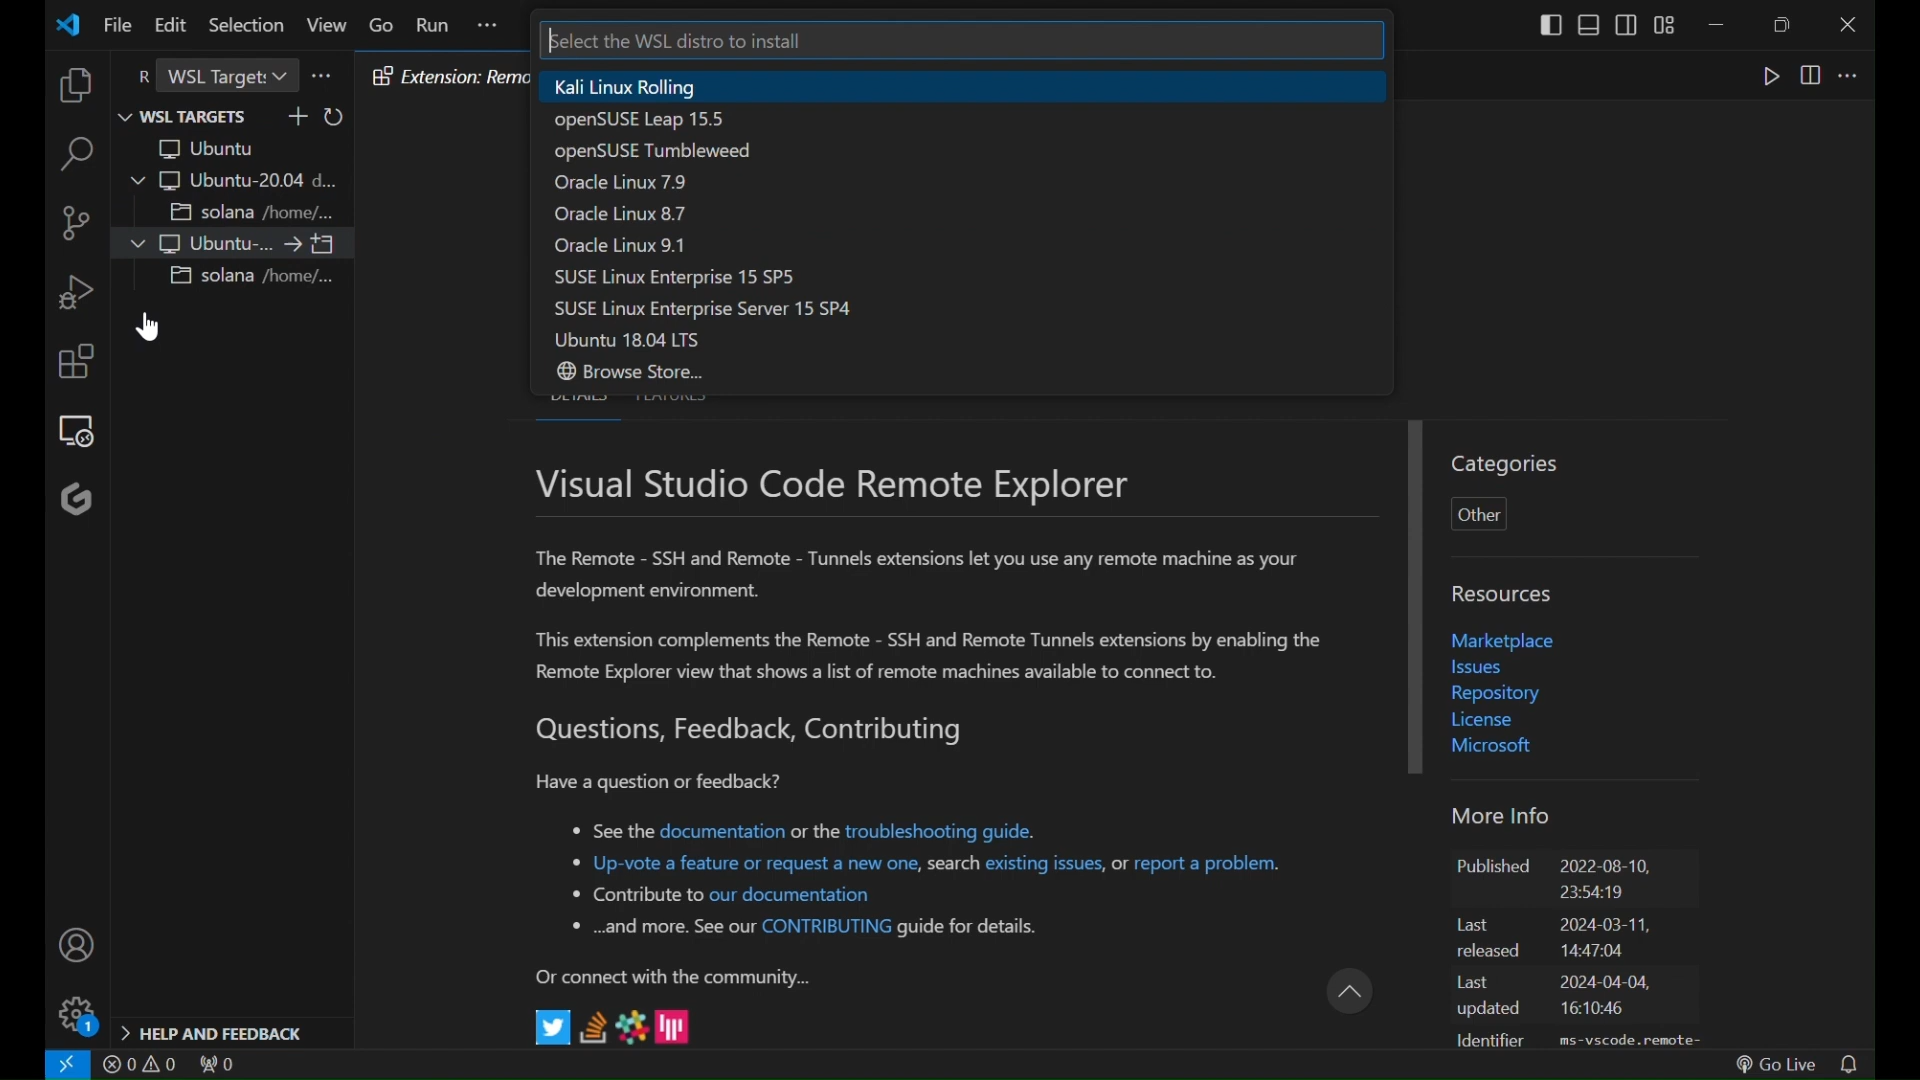 File Edit Selection View Go Run ...
Select the WSL distro to install
R WSL Targets ...
Extension: Remo
Kali Linux Rolling
WSL TARGETS
openSUSE Leap 15.5
Ubuntu
openSUSE Tumbleweed
Ubuntu-20.04 d...
Oracle Linux 7.9
solana /home/...
Oracle Linux 8.7
Ubuntu-...
Oracle Linux 9.1
solana /home/...
SUSE Linux Enterprise 15 SP5
SUSE Linux Enterprise Server 15 SP4
Ubuntu 18.04 LTS
Browse Store...
DETAILS FEATURES
Visual Studio Code Remote Explorer
The Remote - SSH and Remote - Tunnels extensions let you use any remote machine as your
development environment.
This extension complements the Remote - SSH and Remote Tunnels extensions by enabling the
Remote Explorer view that shows a list of remote machines available to connect to.
Questions, Feedback, Contributing
Have a question or feedback?
• See the documentation or the troubleshooting guide.
• Up-vote a feature or request a new one, search existing issues, or report a problem.
• Contribute to our documentation
• ...and more. See our CONTRIBUTING guide for details.
Or connect with the community...
Categories
Other
Resources
Marketplace
Issues
Repository
License
Microsoft
More Info
Published 2022-08-10,
23:54:19
Last 2024-03-11,
released 14:47:04
Last 2024-04-04,
updated 16:10:46
Identifier ms-vscode.remote-
1
HELP AND FEEDBACK
0 0 0
Go Live